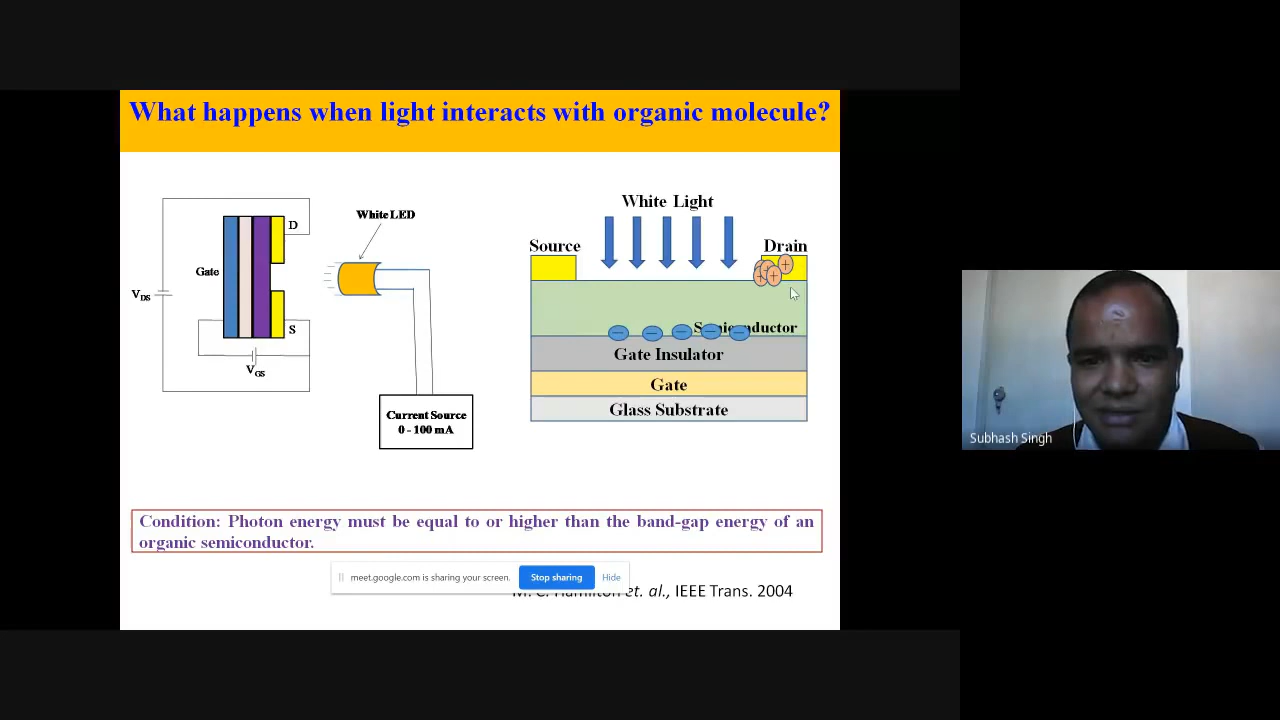 What happens when light interacts with organic molecule?
White LED
D
Gate
VDS
S
VGS
Current Source
0 - 100 mA
White Light
Source
Drain
Semiconductor
Gate Insulator
Gate
Glass Substrate
Condition: Photon energy must be equal to or higher than the band-gap energy of an
organic semiconductor.
meet.google.com is sharing your screen.
Stop sharing
Hide
et. al., IEEE Trans. 2004
Subhash Singh